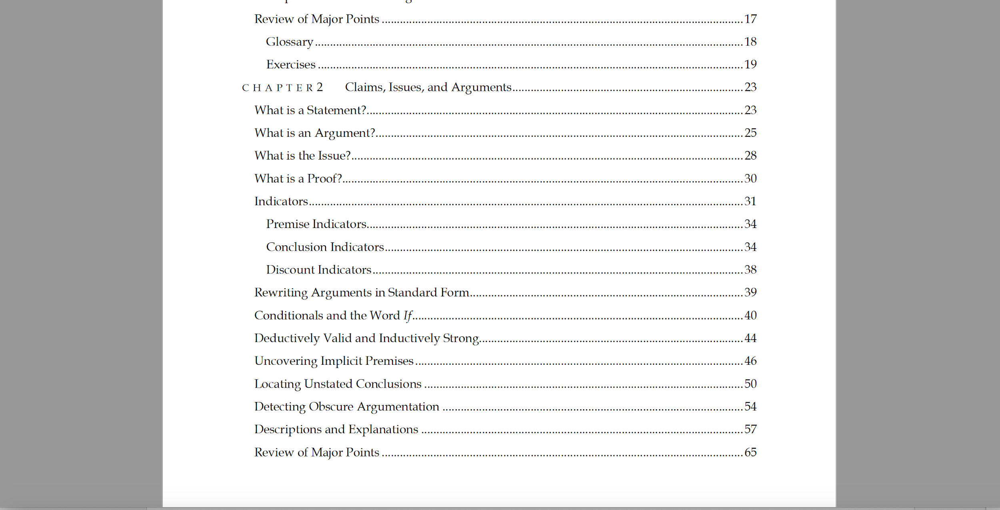 Review of Major Points ........ 17
Glossary ........ 18
Exercises ........ 19
CHAPTER 2 Claims, Issues, and Arguments ........ 23
What is a Statement? ........ 23
What is an Argument? ........ 25
What is the Issue? ........ 28
What is a Proof? ........ 30
Indicators ........ 31
Premise Indicators ........ 34
Conclusion Indicators ........ 34
Discount Indicators ........ 38
Rewriting Arguments in Standard Form ........ 39
Conditionals and the Word If ........ 40
Deductively Valid and Inductively Strong ........ 44
Uncovering Implicit Premises ........ 46
Locating Unstated Conclusions ........ 50
Detecting Obscure Argumentation ........ 54
Descriptions and Explanations ........ 57
Review of Major Points ........ 65